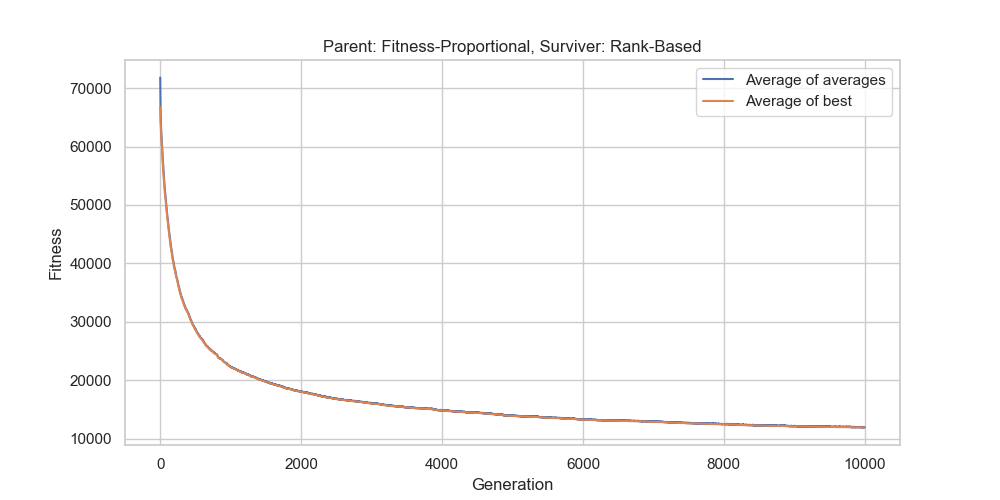 Parent: Fitness-Proportional, Surviver: Rank-Based
Average of averages
Average of best
70000
60000
50000
40000
30000
20000
10000
Fitness
0 2000 4000 6000 8000 10000
Generation